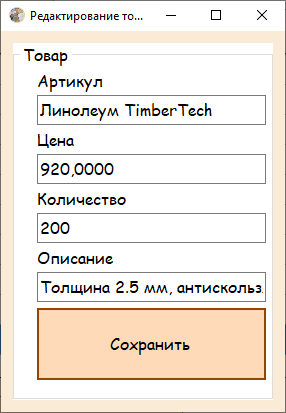 Редактирование то...
Товар
Артикул
Линолеум TimberTech
Цена
920,0000
Количество
200
Описание
Толщина 2.5 мм, антискольз
Сохранить